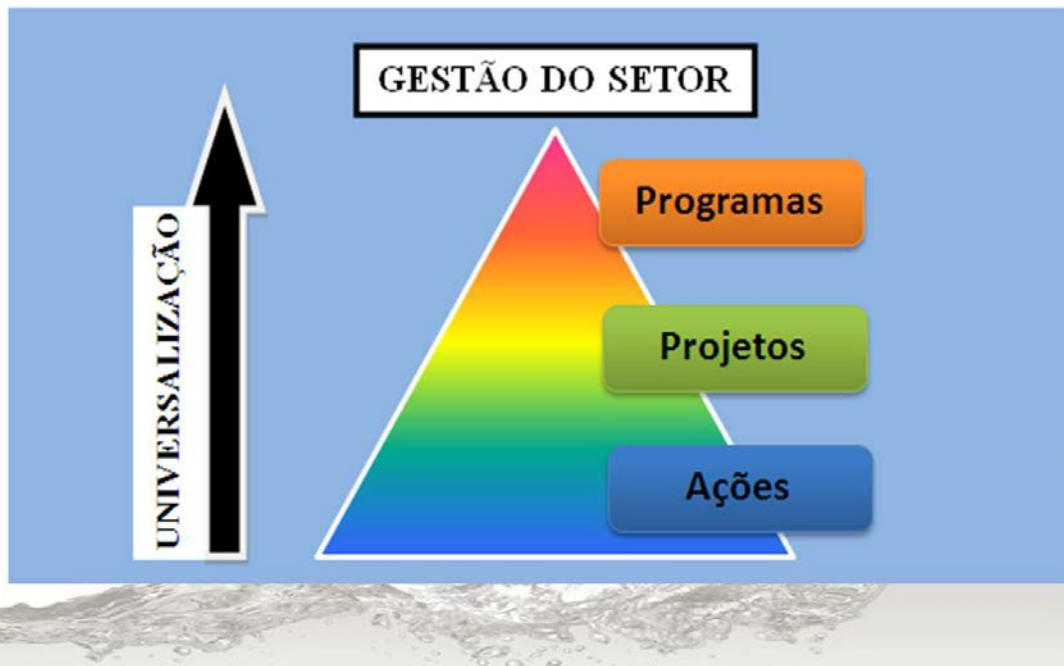 GESTÃO DO SETOR
Programas
Projetos
Ações
UNIVERSALIZAÇÃO